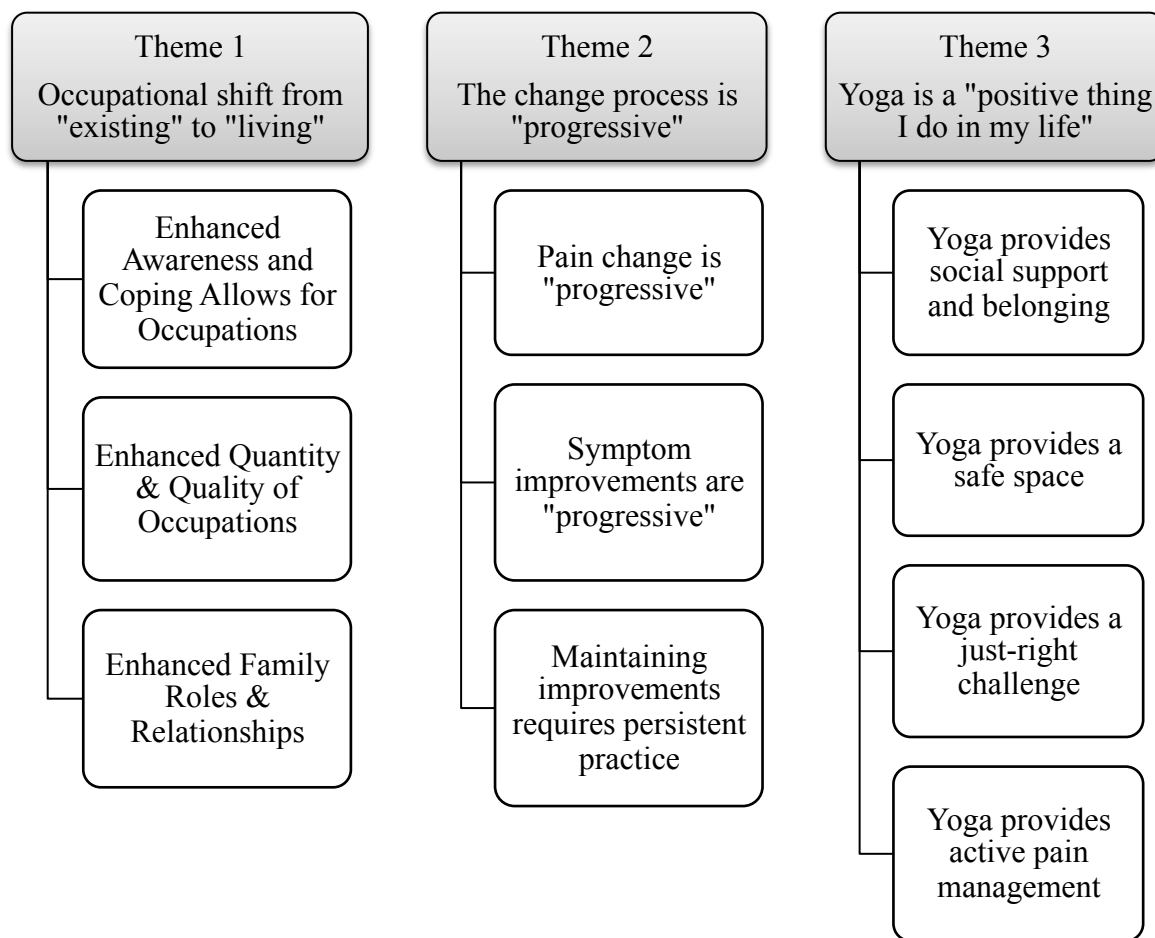 Theme 1
Occupational shift from
"existing" to "living"
Enhanced
Awareness and
Coping Allows for
Occupations
Enhanced Quantity
& Quality of
Occupations
Enhanced Family
Roles &
Relationships
Theme 2
The change process is
"progressive"
Pain change is
"progressive"
Symptom
improvements are
"progressive"
Maintaining
improvements
requires persistent
practice
Theme 3
Yoga is a "positive thing
I do in my life"
Yoga provides
social support
and belonging
Yoga provides a
safe space
Yoga provides a
just-right
challenge
Yoga provides
active pain
management